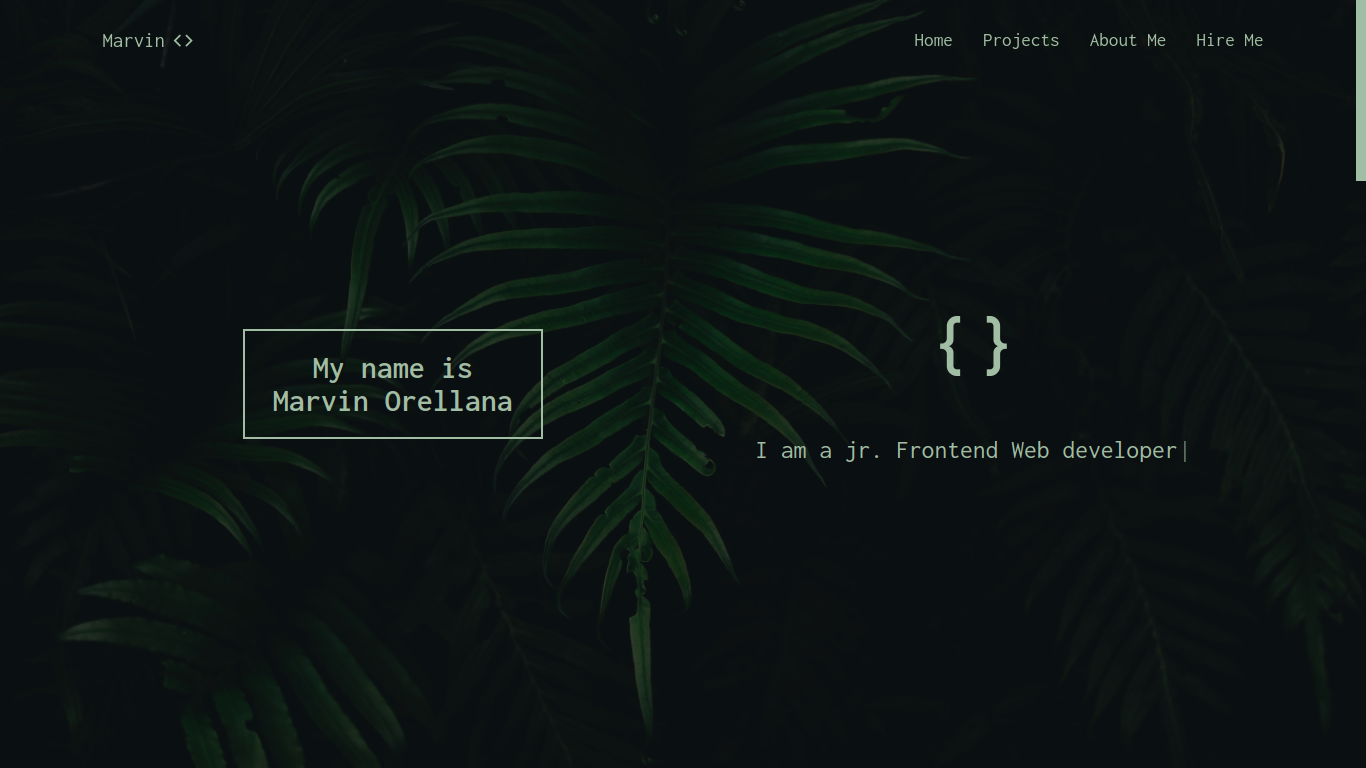 Marvin <>
Home Projects About Me Hire Me
My name is
Marvin Orellana
{ }
I am a jr. Frontend Web developer|